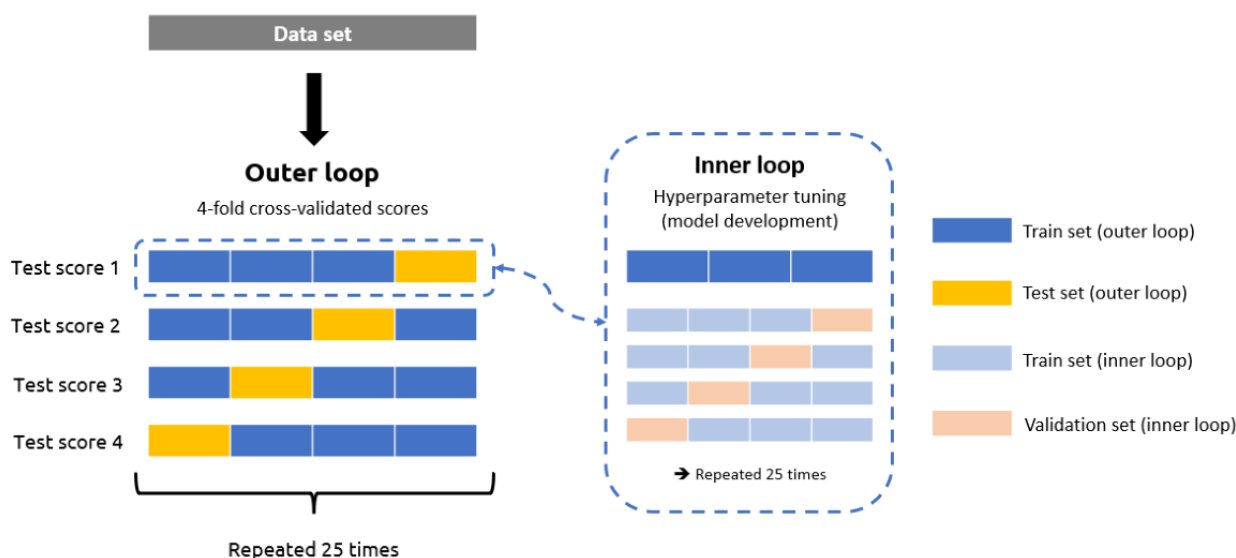 Data set
Outer loop
4-fold cross-validated scores
Test score 1
Test score 2
Test score 3
Test score 4
Repeated 25 times
Inner loop
Hyperparameter tuning
(model development)
➔ Repeated 25 times
Train set (outer loop)
Test set (outer loop)
Train set (inner loop)
Validation set (inner loop)